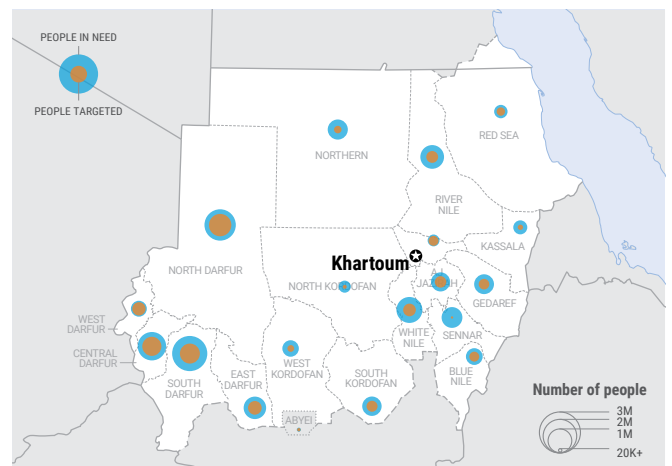 PEOPLE IN NEED
PEOPLE TARGETED
RED SEA
NORTHERN
RIVER
NILE
KASSALA
Khartoum
NORTH DARFUR
NORTH KORDOFAN
AJ
JAZIRAH
GEDAREF
WEST
DARFUR
WHITE
NILE
SENNAR
CENTRAL
DARFUR
WEST
KORDOFAN
SOUTH
KORDOFAN
BLUE
NILE
EAST
DARFUR
SOUTH
DARFUR
ABYEI
Number of people
3M
2M
1M
20K+